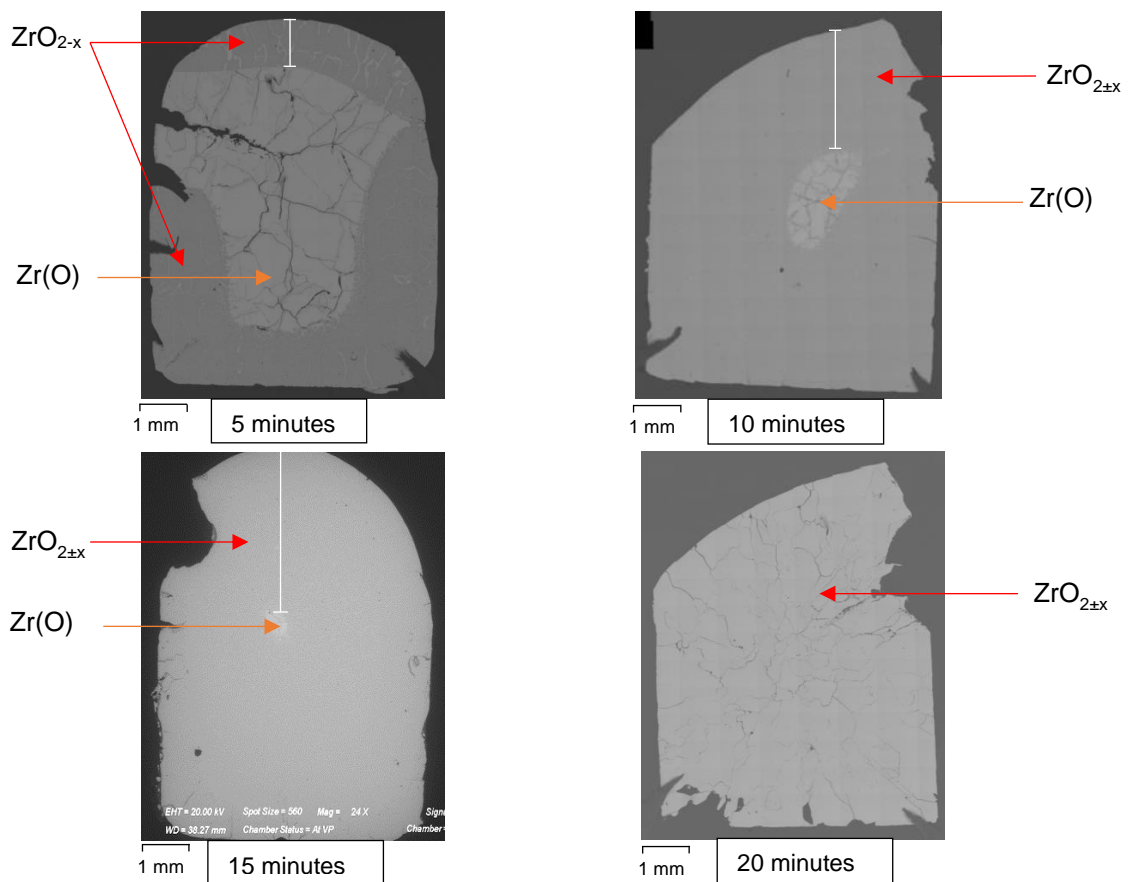 ZrO₂₋ₓ
Zr(O)
1 mm
5 minutes
ZrO₂±ₓ
Zr(O)
1 mm
10 minutes
ZrO₂±ₓ
Zr(O)
EHT = 20.00 kV Spot Size = 560 Mag = 24 X
WD = 38.27 mm Chamber Status = At VP
1 mm
15 minutes
ZrO₂±ₓ
1 mm
20 minutes